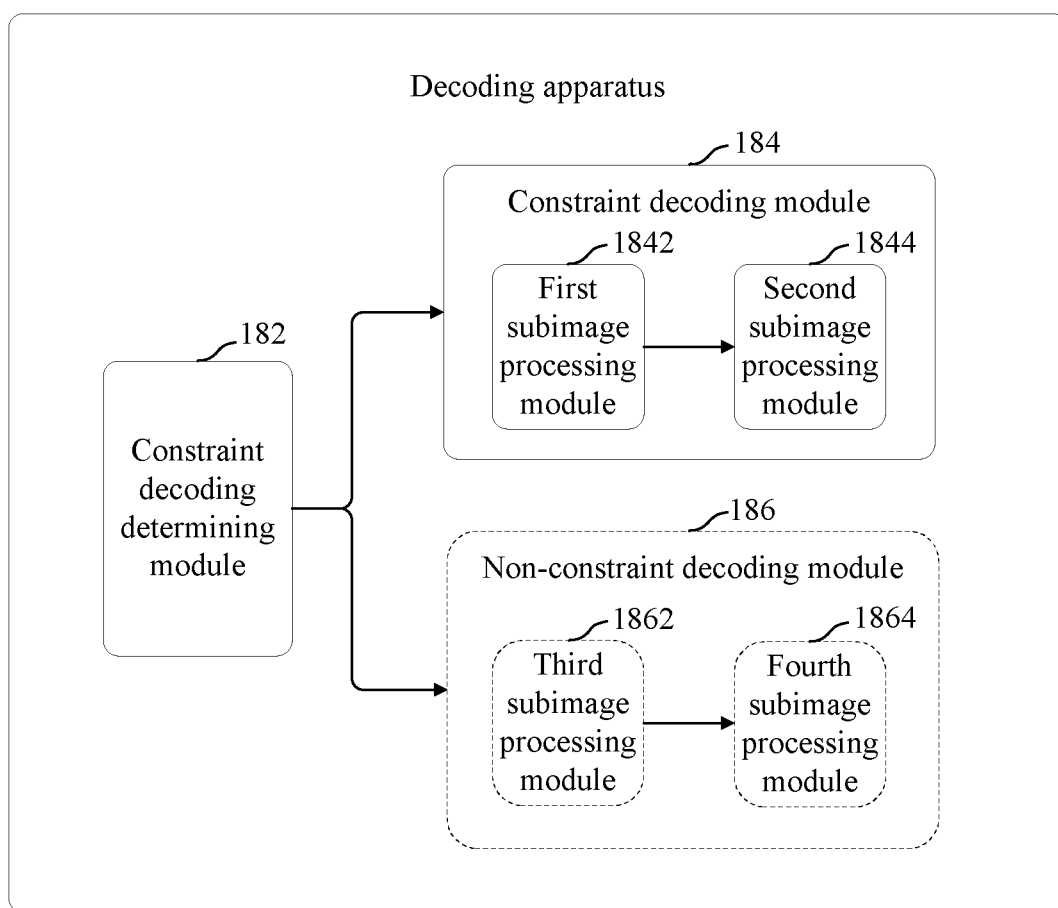 Decoding apparatus
184
Constraint decoding module
1842
First
subimage
processing
module
1844
Second
subimage
processing
module
182
Constraint
decoding
determining
module
186
Non-constraint decoding module
1862
Third
subimage
processing
module
1864
Fourth
subimage
processing
module